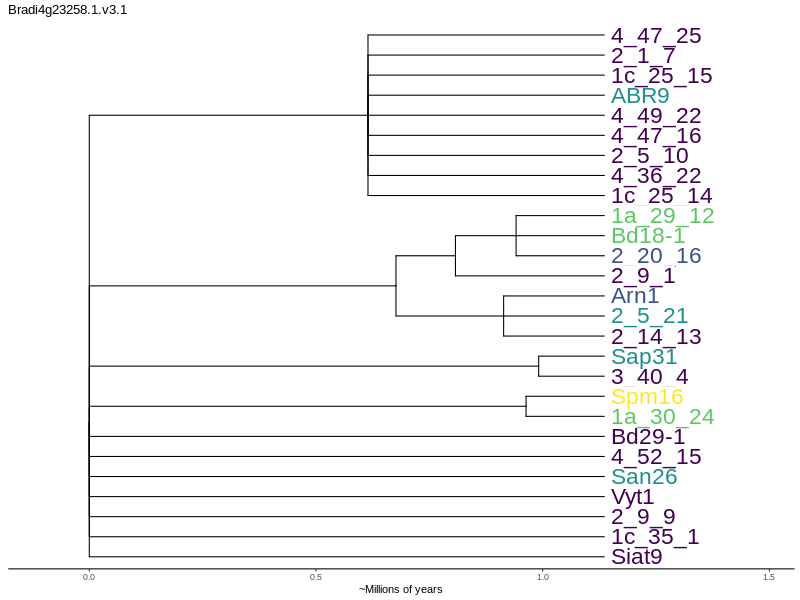 Bradi4g23258.1.v3.1
4_47_25
2_1_7
1c_25_15
ABR9
4_49_22
4_47_16
2_5_10
4_36_22
1c_25_14
1a_29_12
Bd18-1
2_20_16
2_9_1
Arn1
2_5_21
2_14_13
Sap31
3_40_4
Spm16
1a_30_24
Bd29-1
4_52_15
San26
Vyt1
2_9_9
1c_35_1
Siat9
0.0 0.5 1.0 1.5
~Millions of years